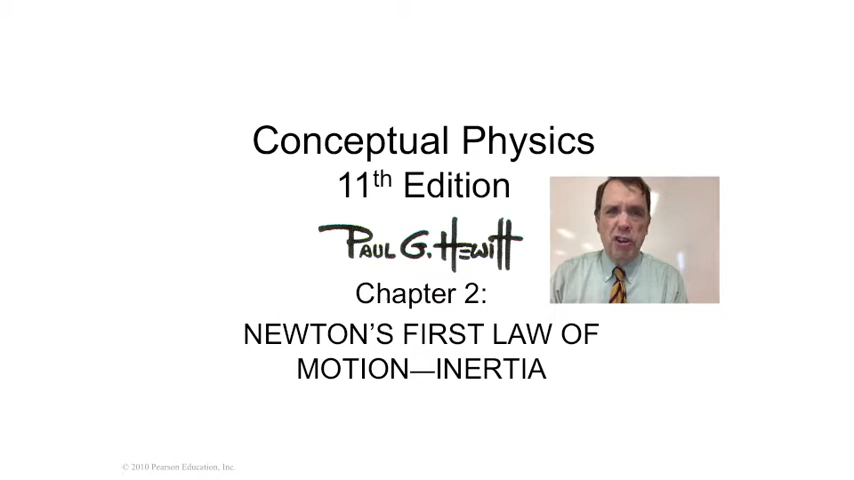 Conceptual Physics
11th Edition
PAUL G. HEWITT
Chapter 2:
NEWTON'S FIRST LAW OF
MOTION—INERTIA
© 2010 Pearson Education, Inc.